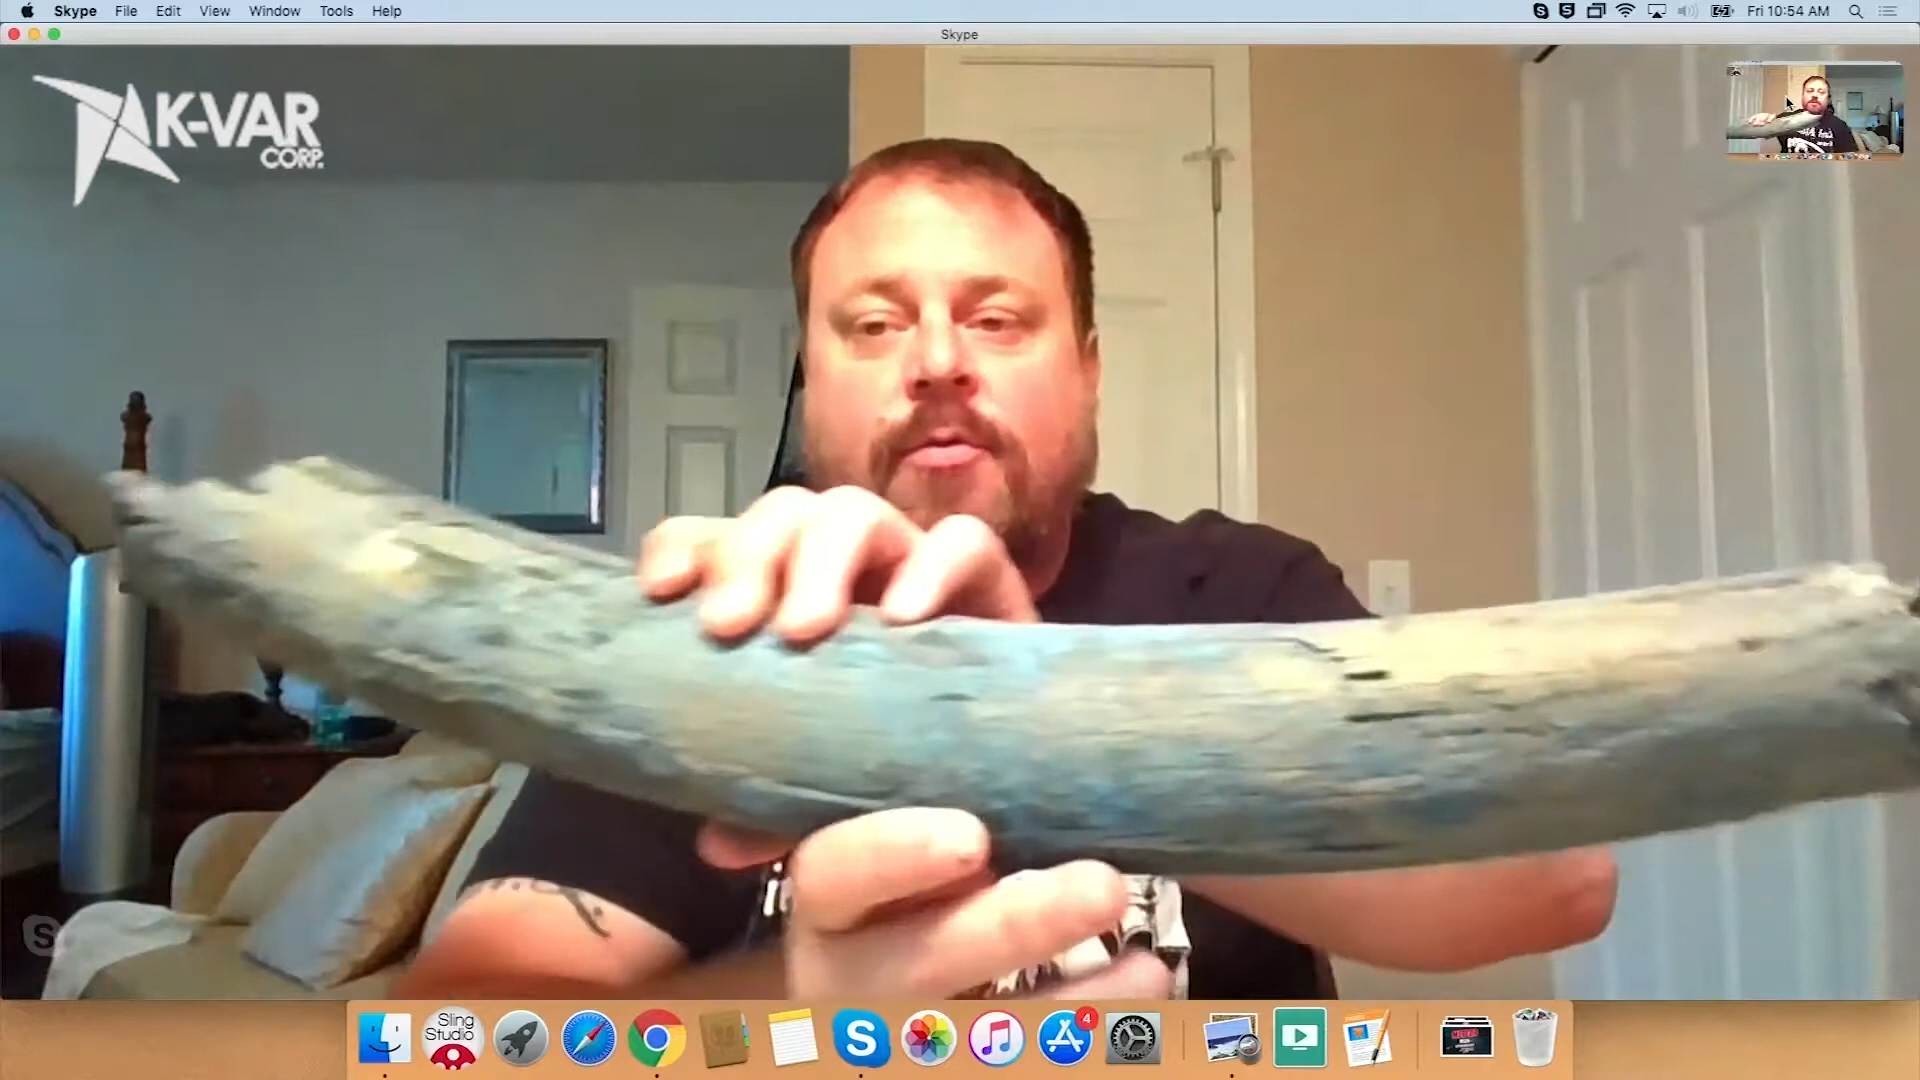 Skype File Edit View Window Tools Help
Fri 10:54 AM
Skype
K-VAR
CORP.
Sling
Studio
4